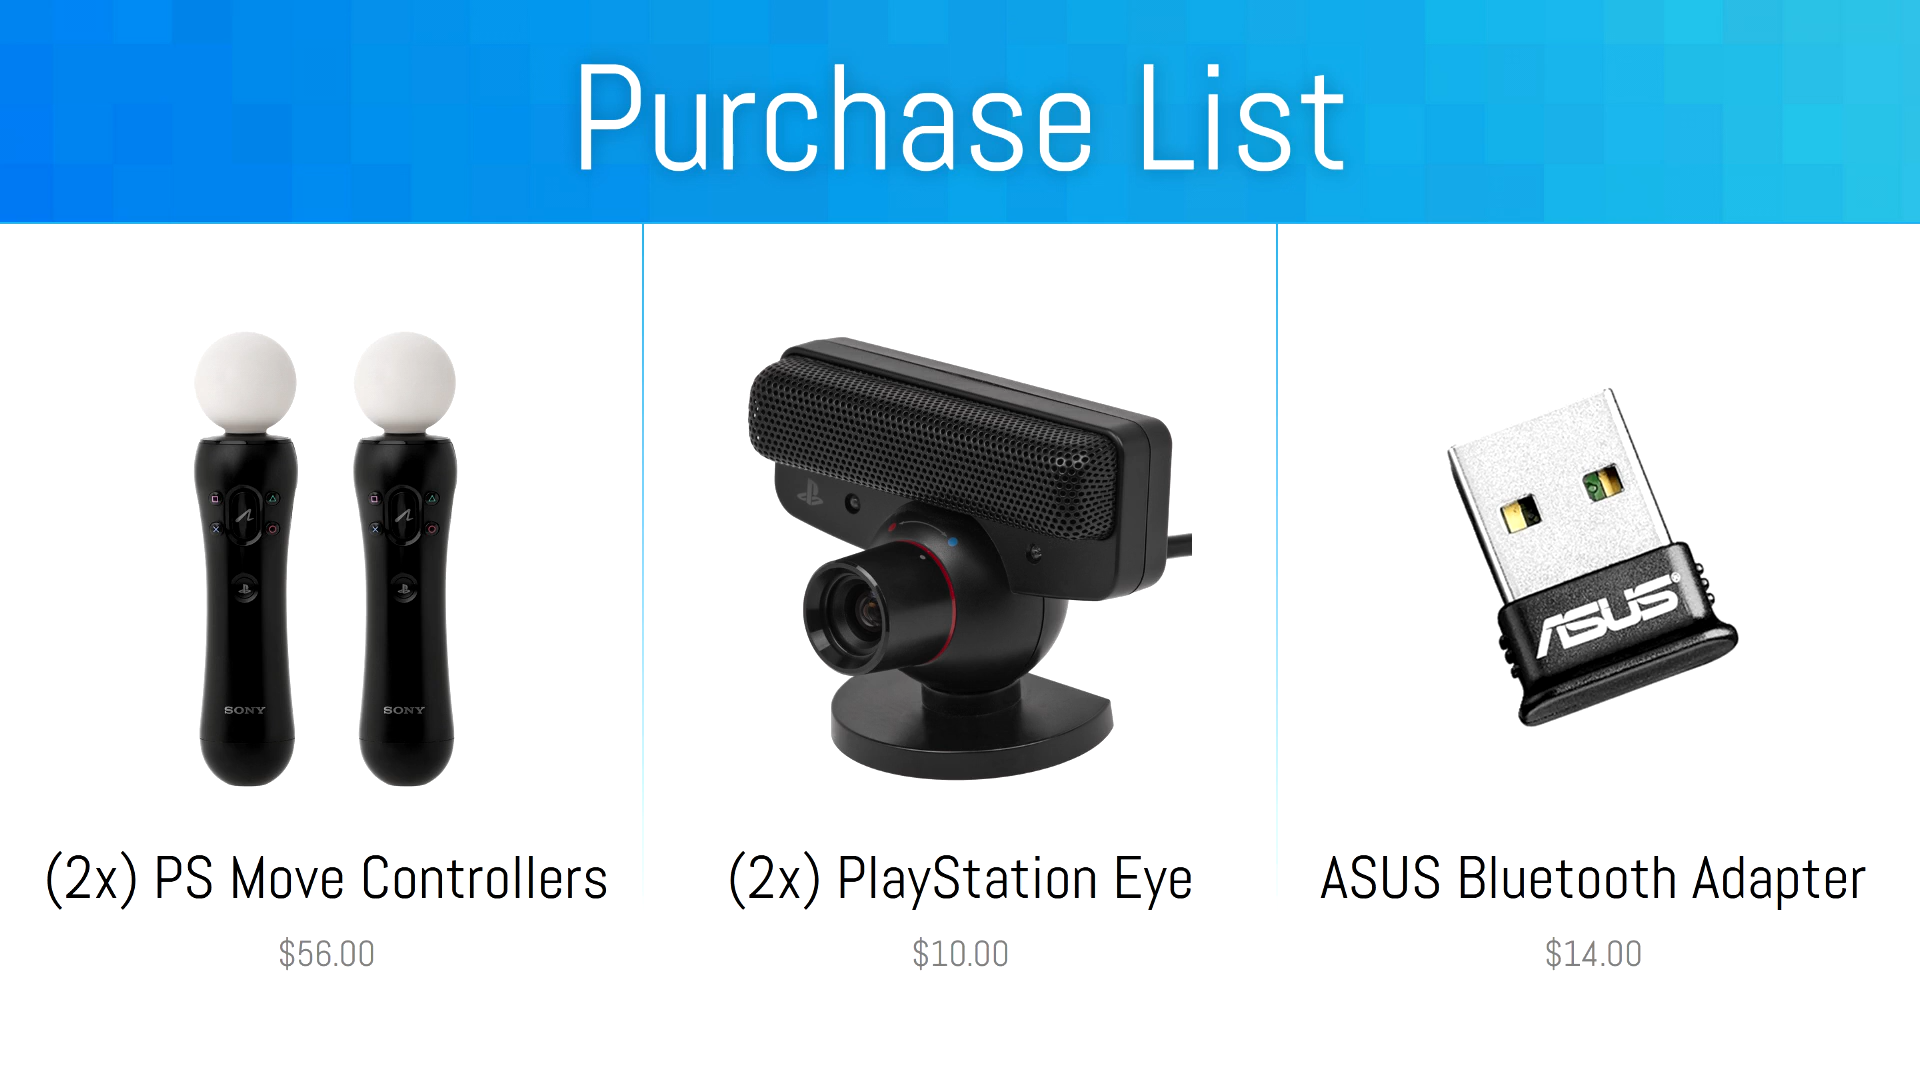 Purchase List
SONY
SONY
ASUS®
(2x) PS Move Controllers
$56.00
(2x) PlayStation Eye
$10.00
ASUS Bluetooth Adapter
$14.00